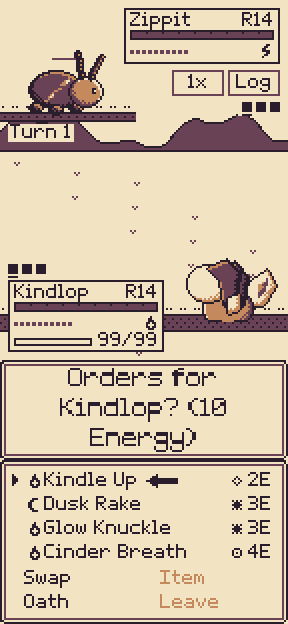 Zippit R14
1x Log
Turn 1
Kindlop R14
99/99
Orders for
Kindlop? (10
Energy)
Kindle Up 2E
Dusk Rake 3E
Glow Knuckle 3E
Cinder Breath 4E
Swap Item
Oath Leave